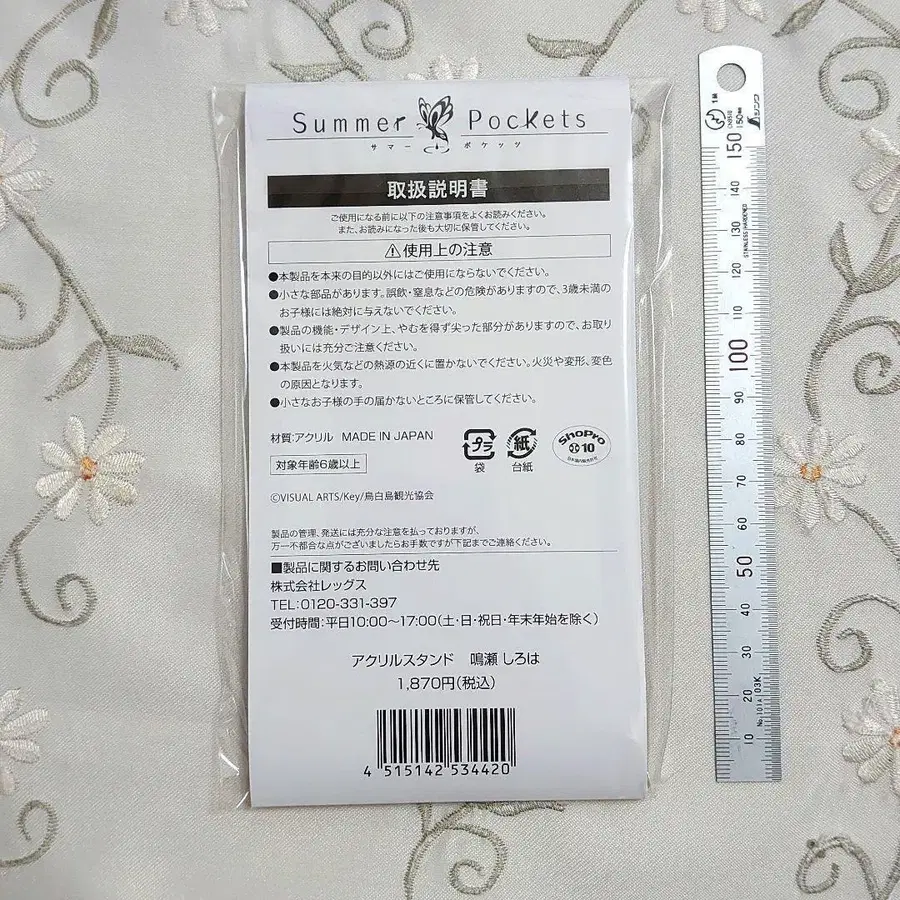 Summer Pockets
サマー ポケッツ
取扱説明書
ご使用になる前に以下の注意事項をよくお読みください。
また、お読みになった後も大切に保管してください。
⚠使用上の注意
●本製品を本来の目的以外にはご使用にならないでください。
●小さな部品があります。誤飲・窒息などの危険がありますので、3歳未満の
お子様には絶対に与えないでください。
●製品の機能・デザイン上、やむを得ず尖った部分がありますので、お取り
扱いには充分ご注意ください。
●本製品を火気などの熱源の近くに置かないでください。火災や変形、変色
の原因となります。
●小さなお子様の手の届かないところに保管してください。
材質:アクリル MADE IN JAPAN
対象年齢6歳以上
プラ
袋
紙
台紙
ShoPro
10
©VISUAL ARTS/Key/鳥白島観光協会
製品の管理、発送には充分な注意を払っておりますが、
万一不都合な点がございましたらお手数ですが下記までご連絡ください。
■製品に関するお問い合わせ先
株式会社レッグス
TEL:0120-331-397
受付時間:平日10:00〜17:00(土・日・祝日・年末年始を除く)
アクリルスタンド 鳴瀬 しろは
1,870円(税込)
4 515142 534420
シンワ
150
140
130
STAINLESS HARDENED
120
110
100
90
80
70
60
50
40
30
20
10